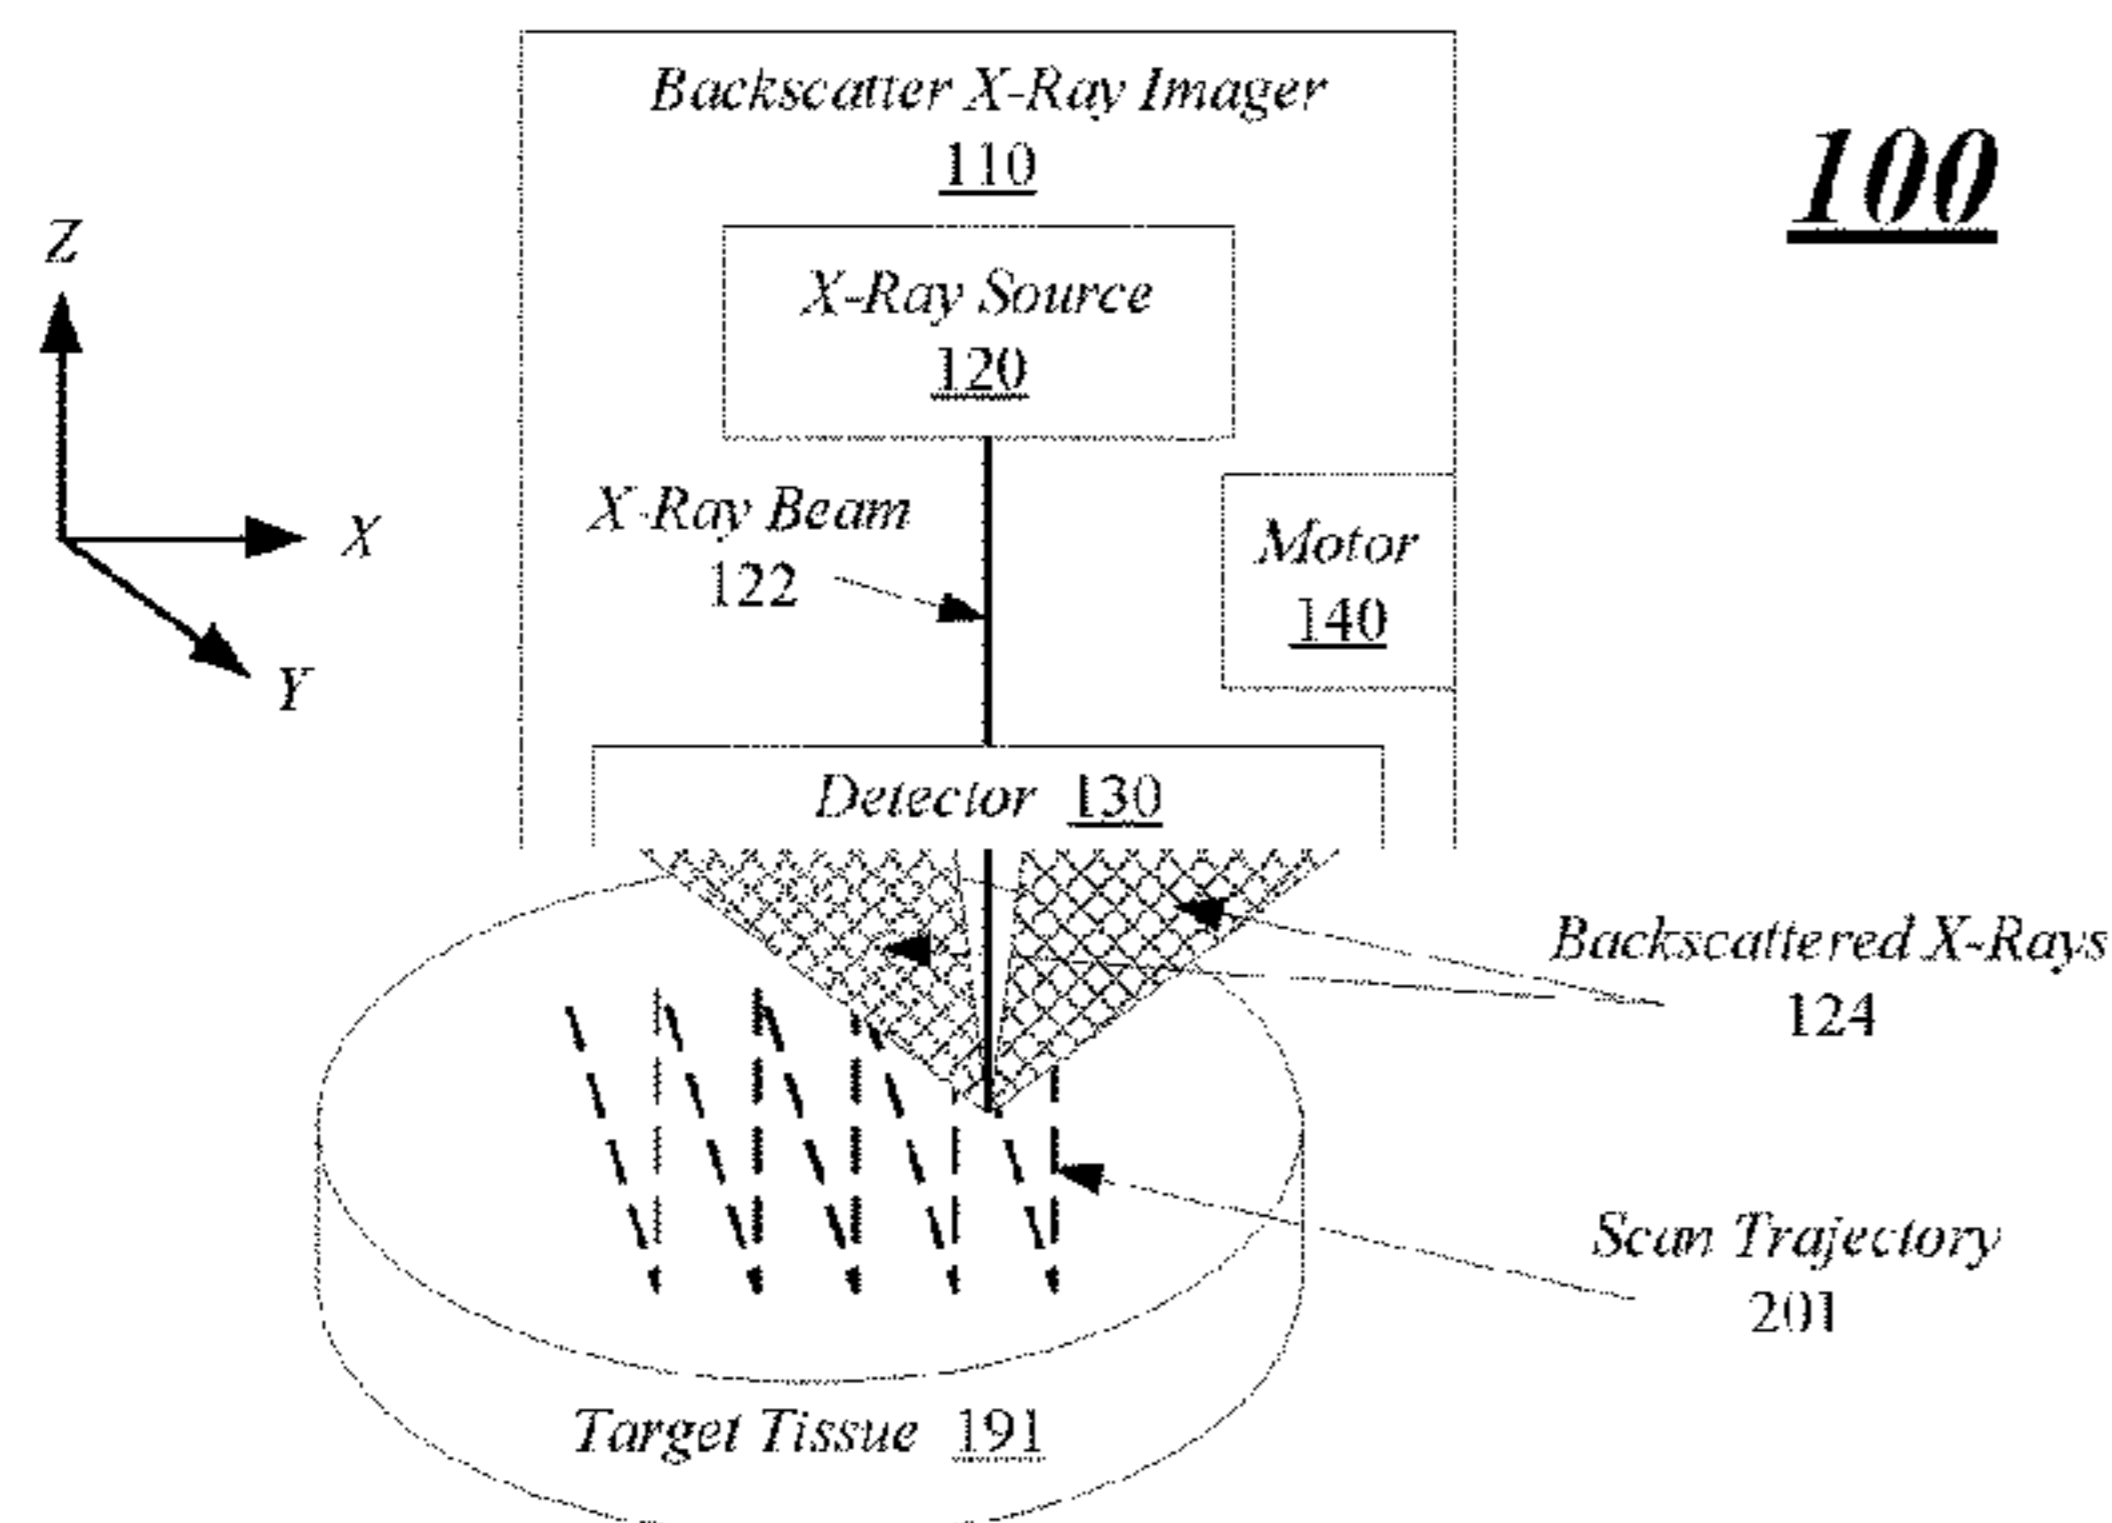 Backscatter X-Ray Imager
110
100
Z
X-Ray Source
120
X
Y
X-Ray Beam
122
Motor
140
Detector 130
Backscattered X-Rays
124
Scan Trajectory
201
Target Tissue 191